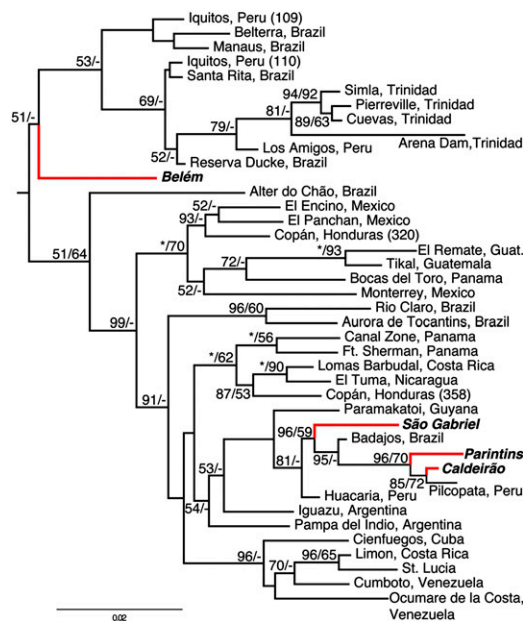 Iquitos, Peru (109)
Belterra, Brazil
53/-
Manaus, Brazil
Iquitos, Peru (110)
Santa Rita, Brazil
94/92
Simla, Trinidad
69/-
81/-
Pierreville, Trinidad
51/-
89/63
Cuevas, Trinidad
79/-
Arena Dam,Trinidad
Los Amigos, Peru
52/-
Reserva Ducke, Brazil
Belém
Alter do Chão, Brazil
52/-
El Encino, Mexico
93/-
El Panchan, Mexico
Copán, Honduras (320)
51/64
*/70
*/93
El Remate, Guat.
72/-
Tikal, Guatemala
Bocas del Toro, Panama
52/-
Monterrey, Mexico
96/60
Rio Claro, Brazil
99/-
Aurora de Tocantins, Brazil
*/56
Canal Zone, Panama
*/62
Ft. Sherman, Panama
*/90
Lomas Barbudal, Costa Rica
El Tuma, Nicaragua
91/-
87/53
Copán, Honduras (358)
Paramakatoi, Guyana
96/59
São Gabriel
Badajos, Brazil
81/-
95/-
96/70
Parintins
53/-
Caldeirão
85/72
Pilcopata, Peru
Huacaria, Peru
54/-
Iguazu, Argentina
Pampa del Indio, Argentina
Cienfuegos, Cuba
96/-
96/65
Limon, Costa Rica
70/-
St. Lucia
Cumboto, Venezuela
Ocumare de la Costa,
Venezuela
0.02